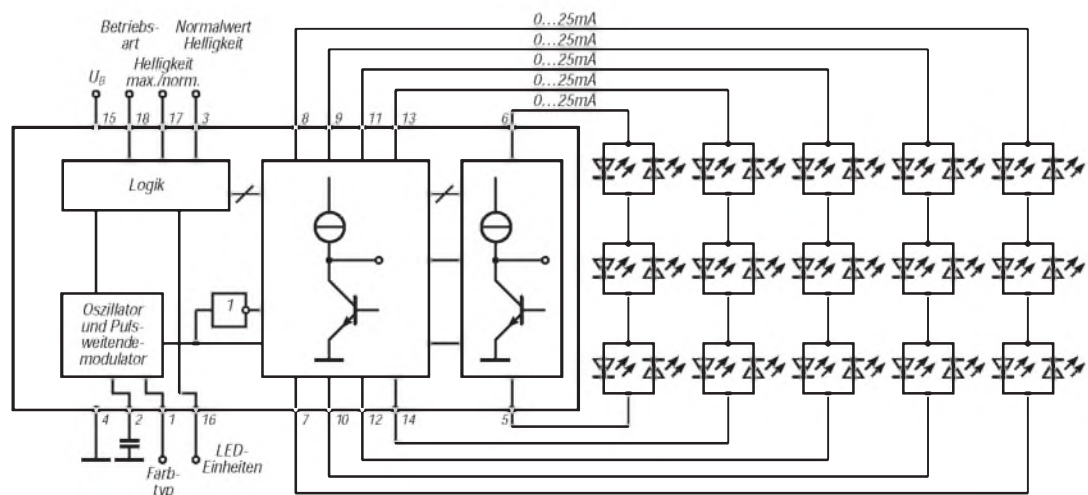 0...25mA
0...25mA
0...25mA
0...25mA
0...25mA
Betriebs-
art
Normalwert
Helligkeit
Helligkeit
max./norm.
UB
15 18 17 3 8 9 11 13 6
Logik
Oszillator
und Puls-
weitende-
modulator
1
4 2 1 16 7 10 12 14 5
LED-
Einheiten
Farb-
typ